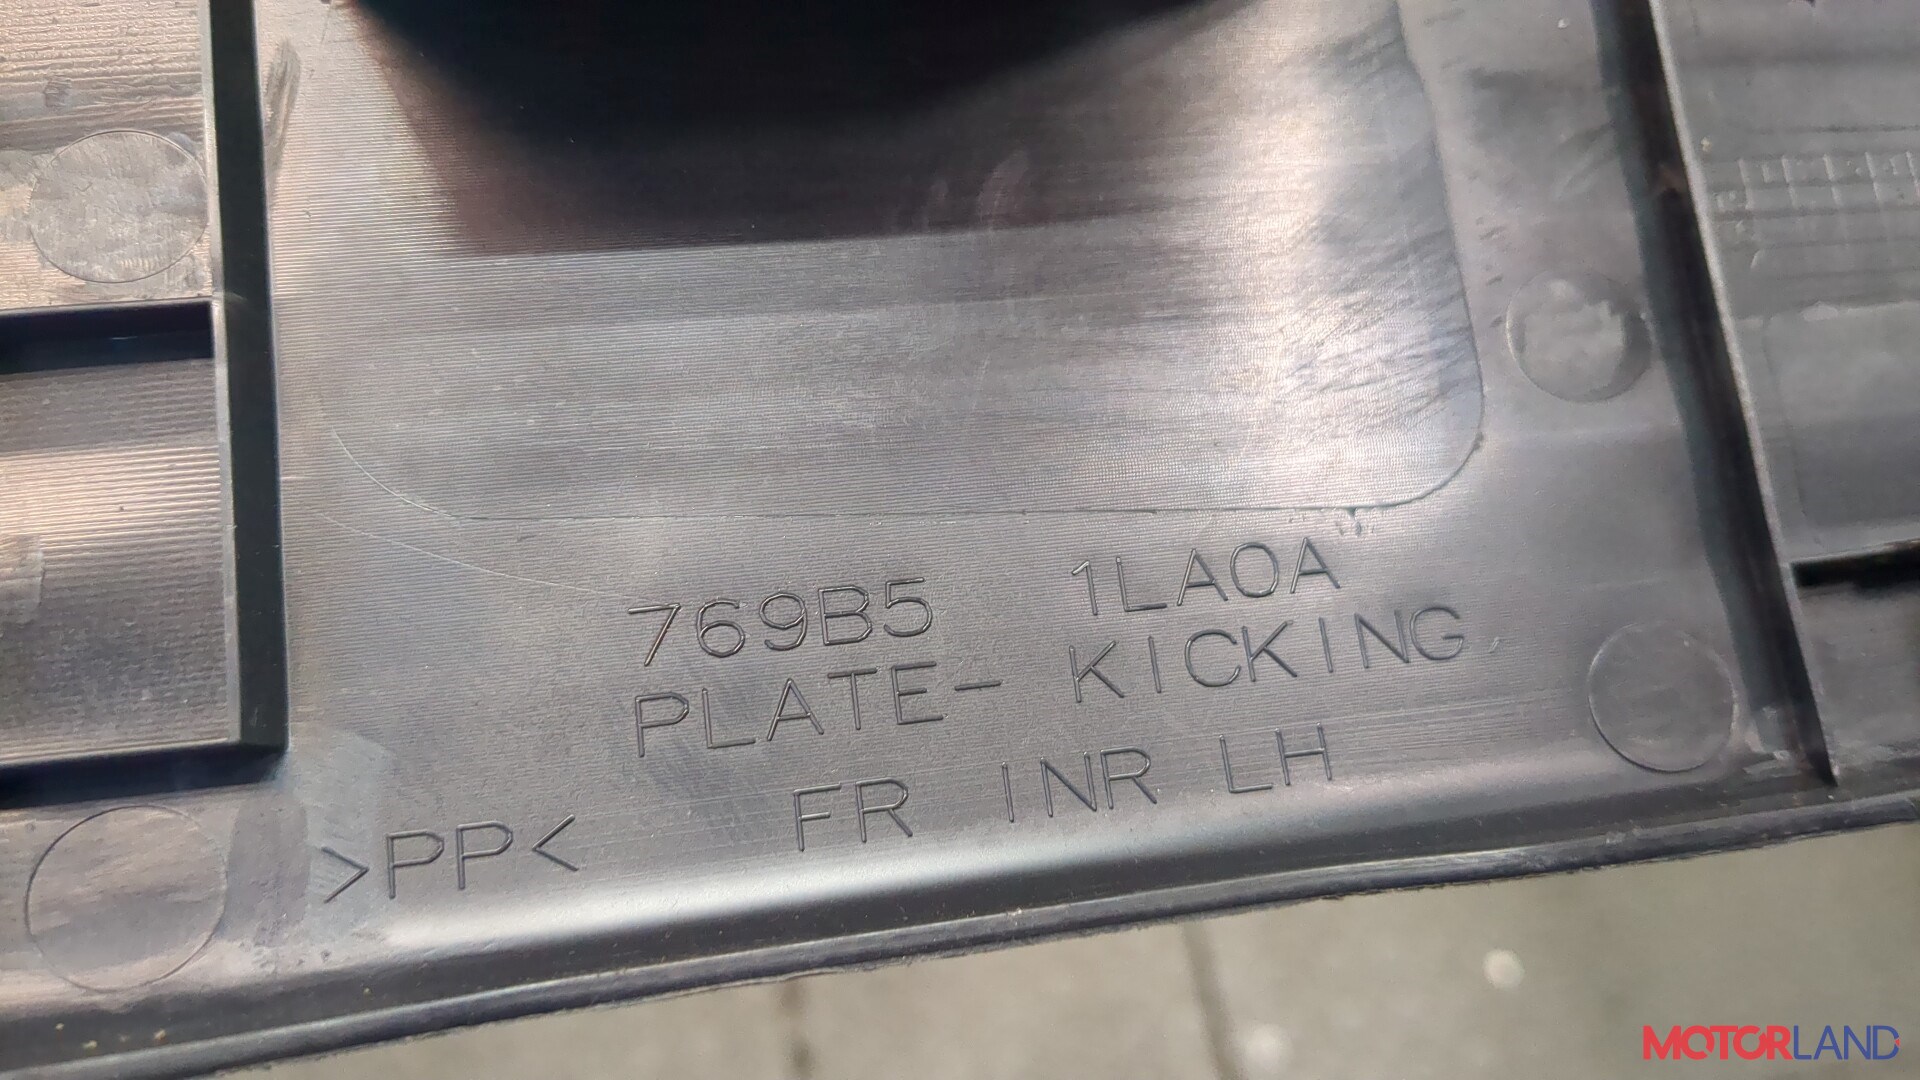 769B5 1LA0A
PLATE- KICKING
FR INR LH
>PP<
MOTORLAND